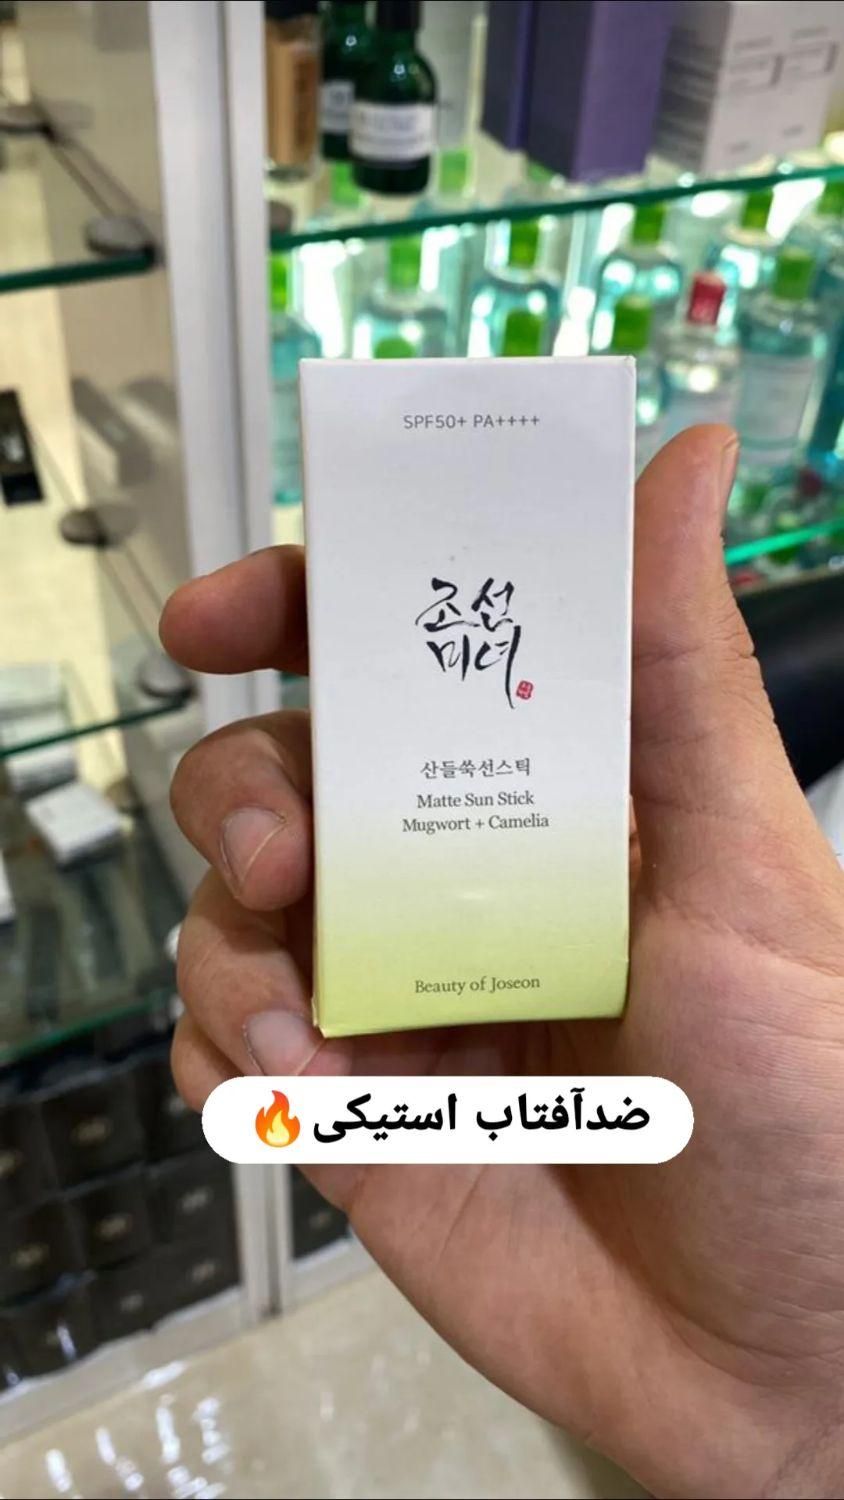 SPF50+ PA++++
조선
미녀
산들쑥선스틱
Matte Sun Stick
Mugwort + Camelia
Beauty of Joseon
ضدآفتاب استیکی🔥